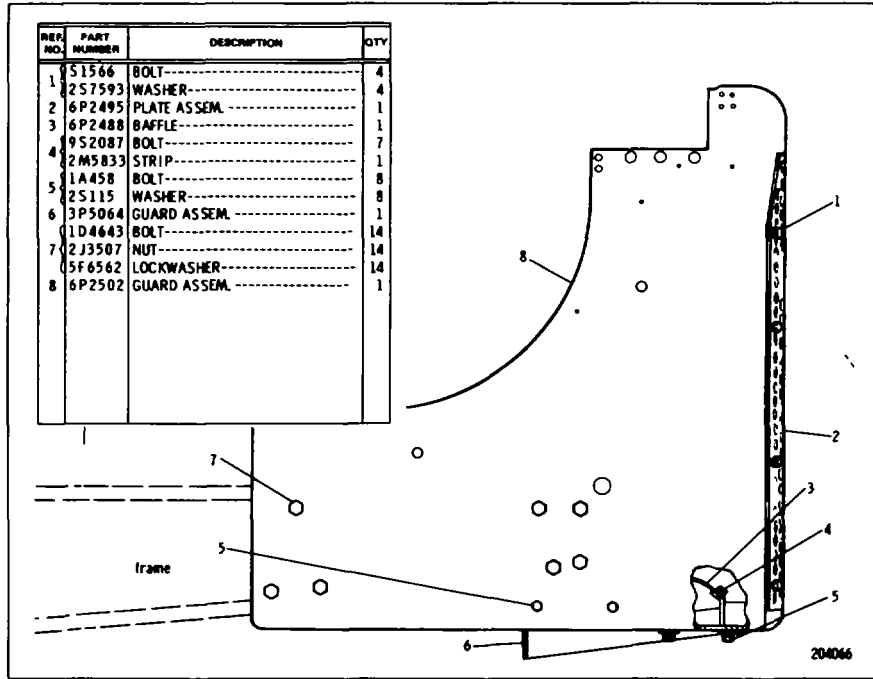 REF. NO. PART NUMBER DESCRIPTION QTY
1 S1566 BOLT 4
2S7593 WASHER 4
2 6P2495 PLATE ASSEM. 1
3 6P2488 BAFFLE 1
4 9S2087 BOLT 7
2M5833 STRIP 1
5 1A458 BOLT 8
2S115 WASHER 8
6 3P5064 GUARD ASSEM. 1
7 1D4643 BOLT 14
2J3507 NUT 14
5F6562 LOCKWASHER 14
8 6P2502 GUARD ASSEM. 1
1
8
2
7
3
4
5
frame
5
6
204066